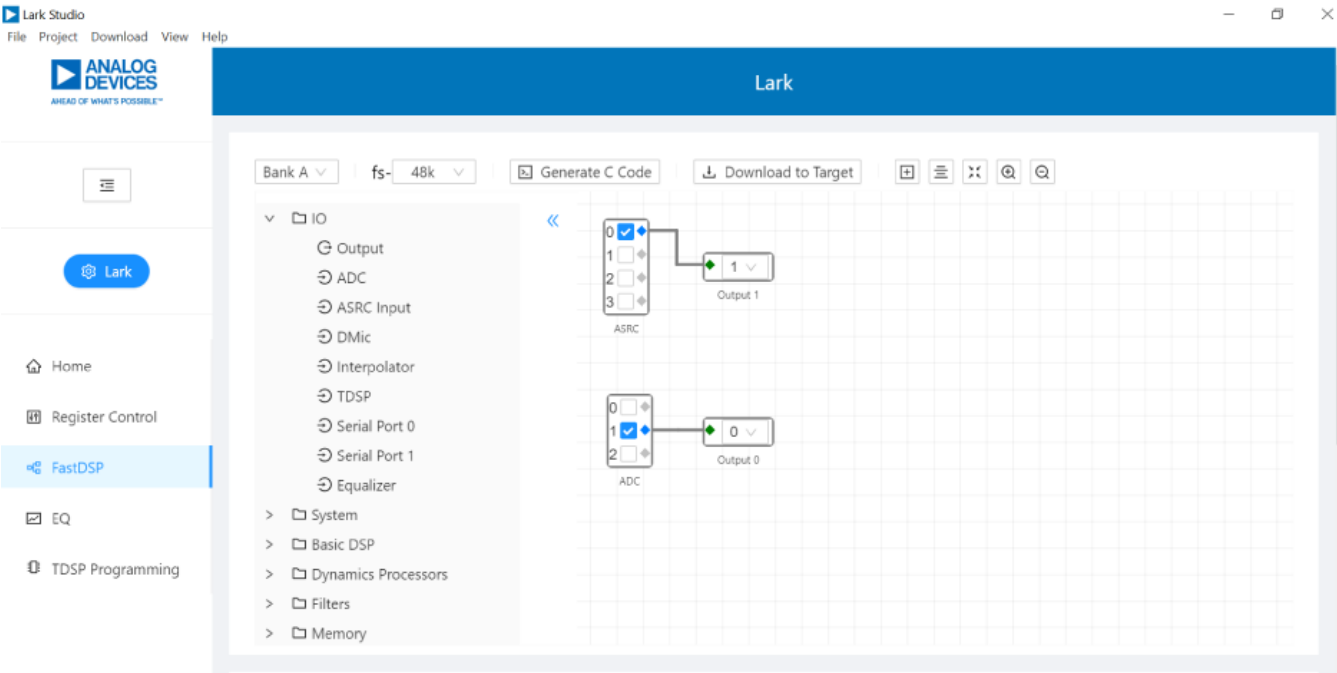 Lark Studio
File Project Download View Help
ANALOG
DEVICES
AHEAD OF WHAT'S POSSIBLE™
Lark
Bank A fs- 48k Generate C Code Download to Target
Lark
Home
Register Control
FastDSP
EQ
TDSP Programming
IO
Output
ADC
ASRC Input
DMic
Interpolator
TDSP
Serial Port 0
Serial Port 1
Equalizer
System
Basic DSP
Dynamics Processors
Filters
Memory
0
1
2
3
ASRC
1
Output 1
0
1
2
ADC
0
Output 0